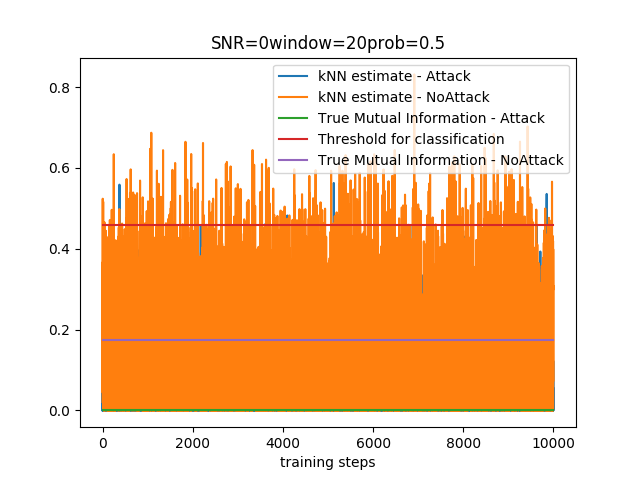 SNR=0window=20prob=0.5
kNN estimate - Attack
kNN estimate - NoAttack
True Mutual Information - Attack
Threshold for classification
True Mutual Information - NoAttack
0.8
0.6
0.4
0.2
0.0
0 2000 4000 6000 8000 10000
training steps